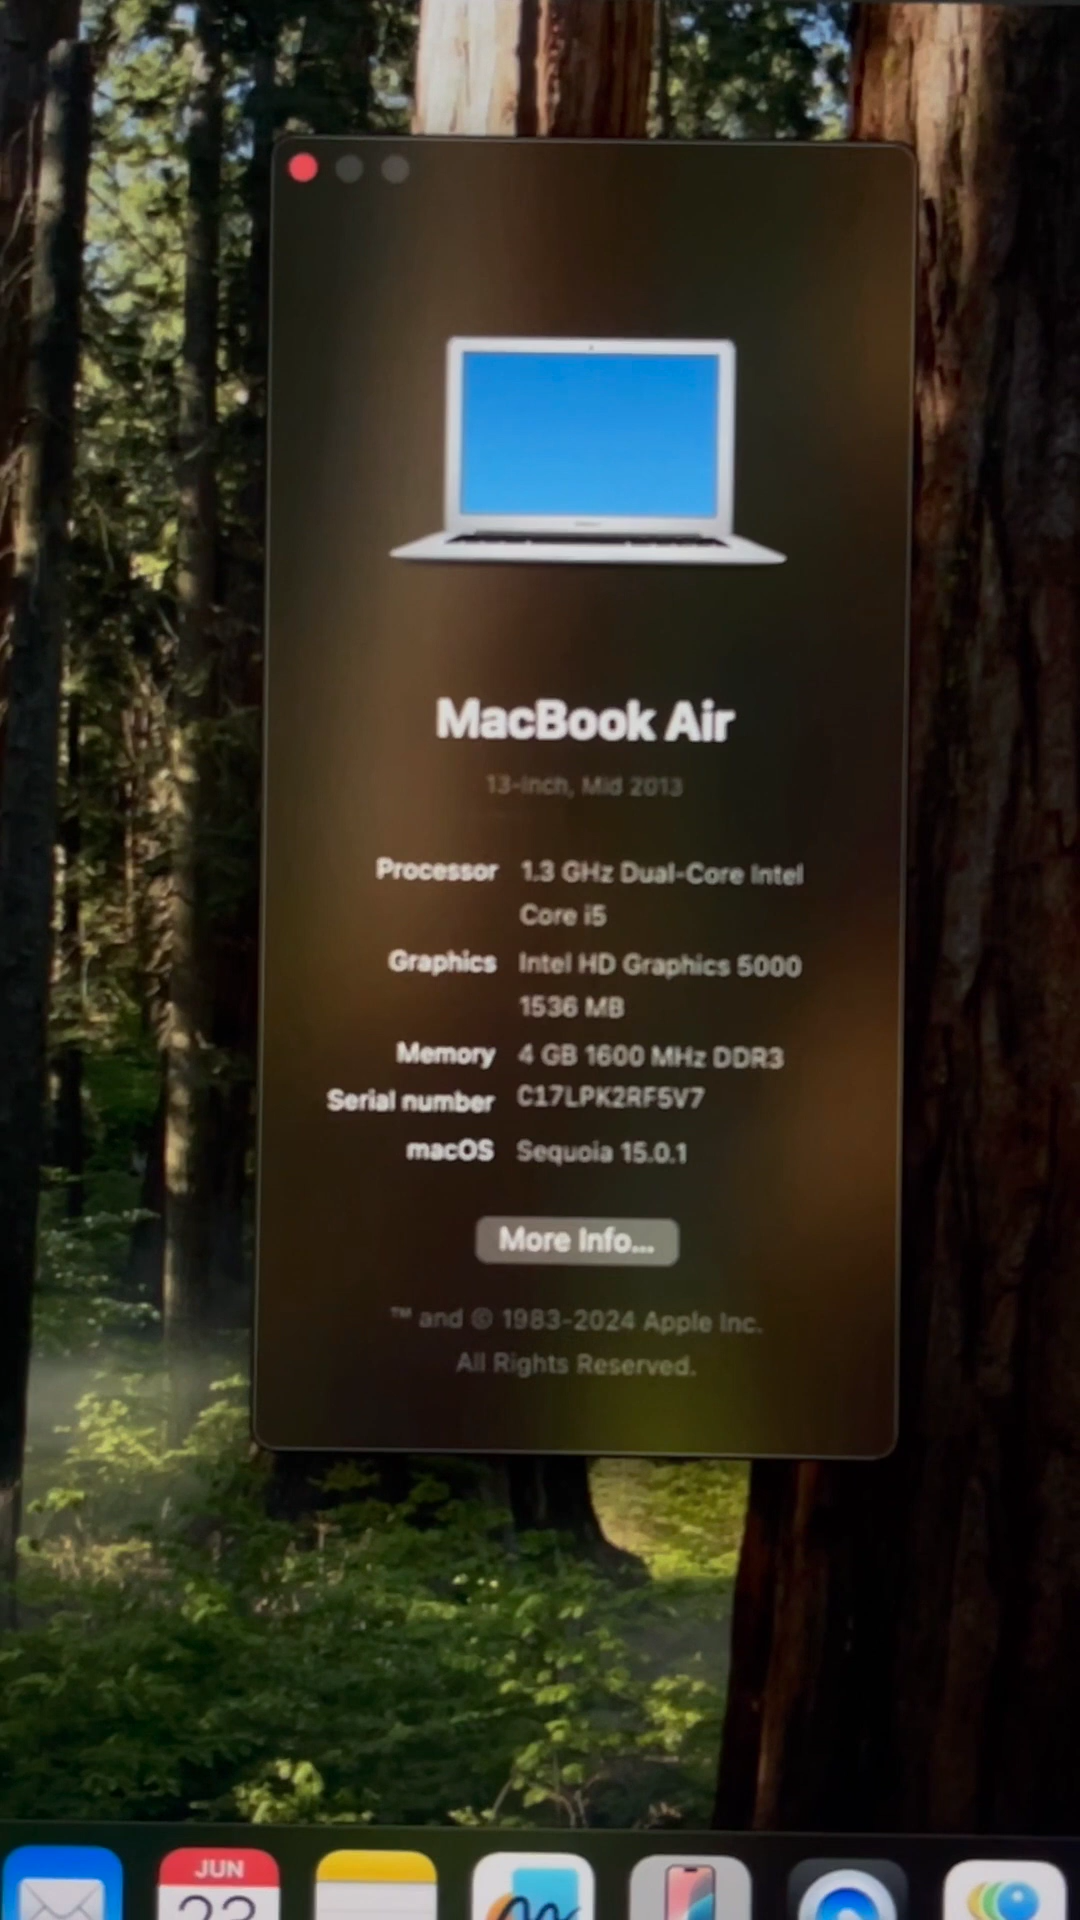 MacBook Air
13-inch, Mid 2013
Processor 1.3 GHz Dual-Core Intel
Core i5
Graphics Intel HD Graphics 5000
1536 MB
Memory 4 GB 1600 MHz DDR3
Serial number C17LPK2RF5V7
macOS Sequoia 15.0.1
More Info...
™ and © 1983-2024 Apple Inc.
All Rights Reserved.
JUN